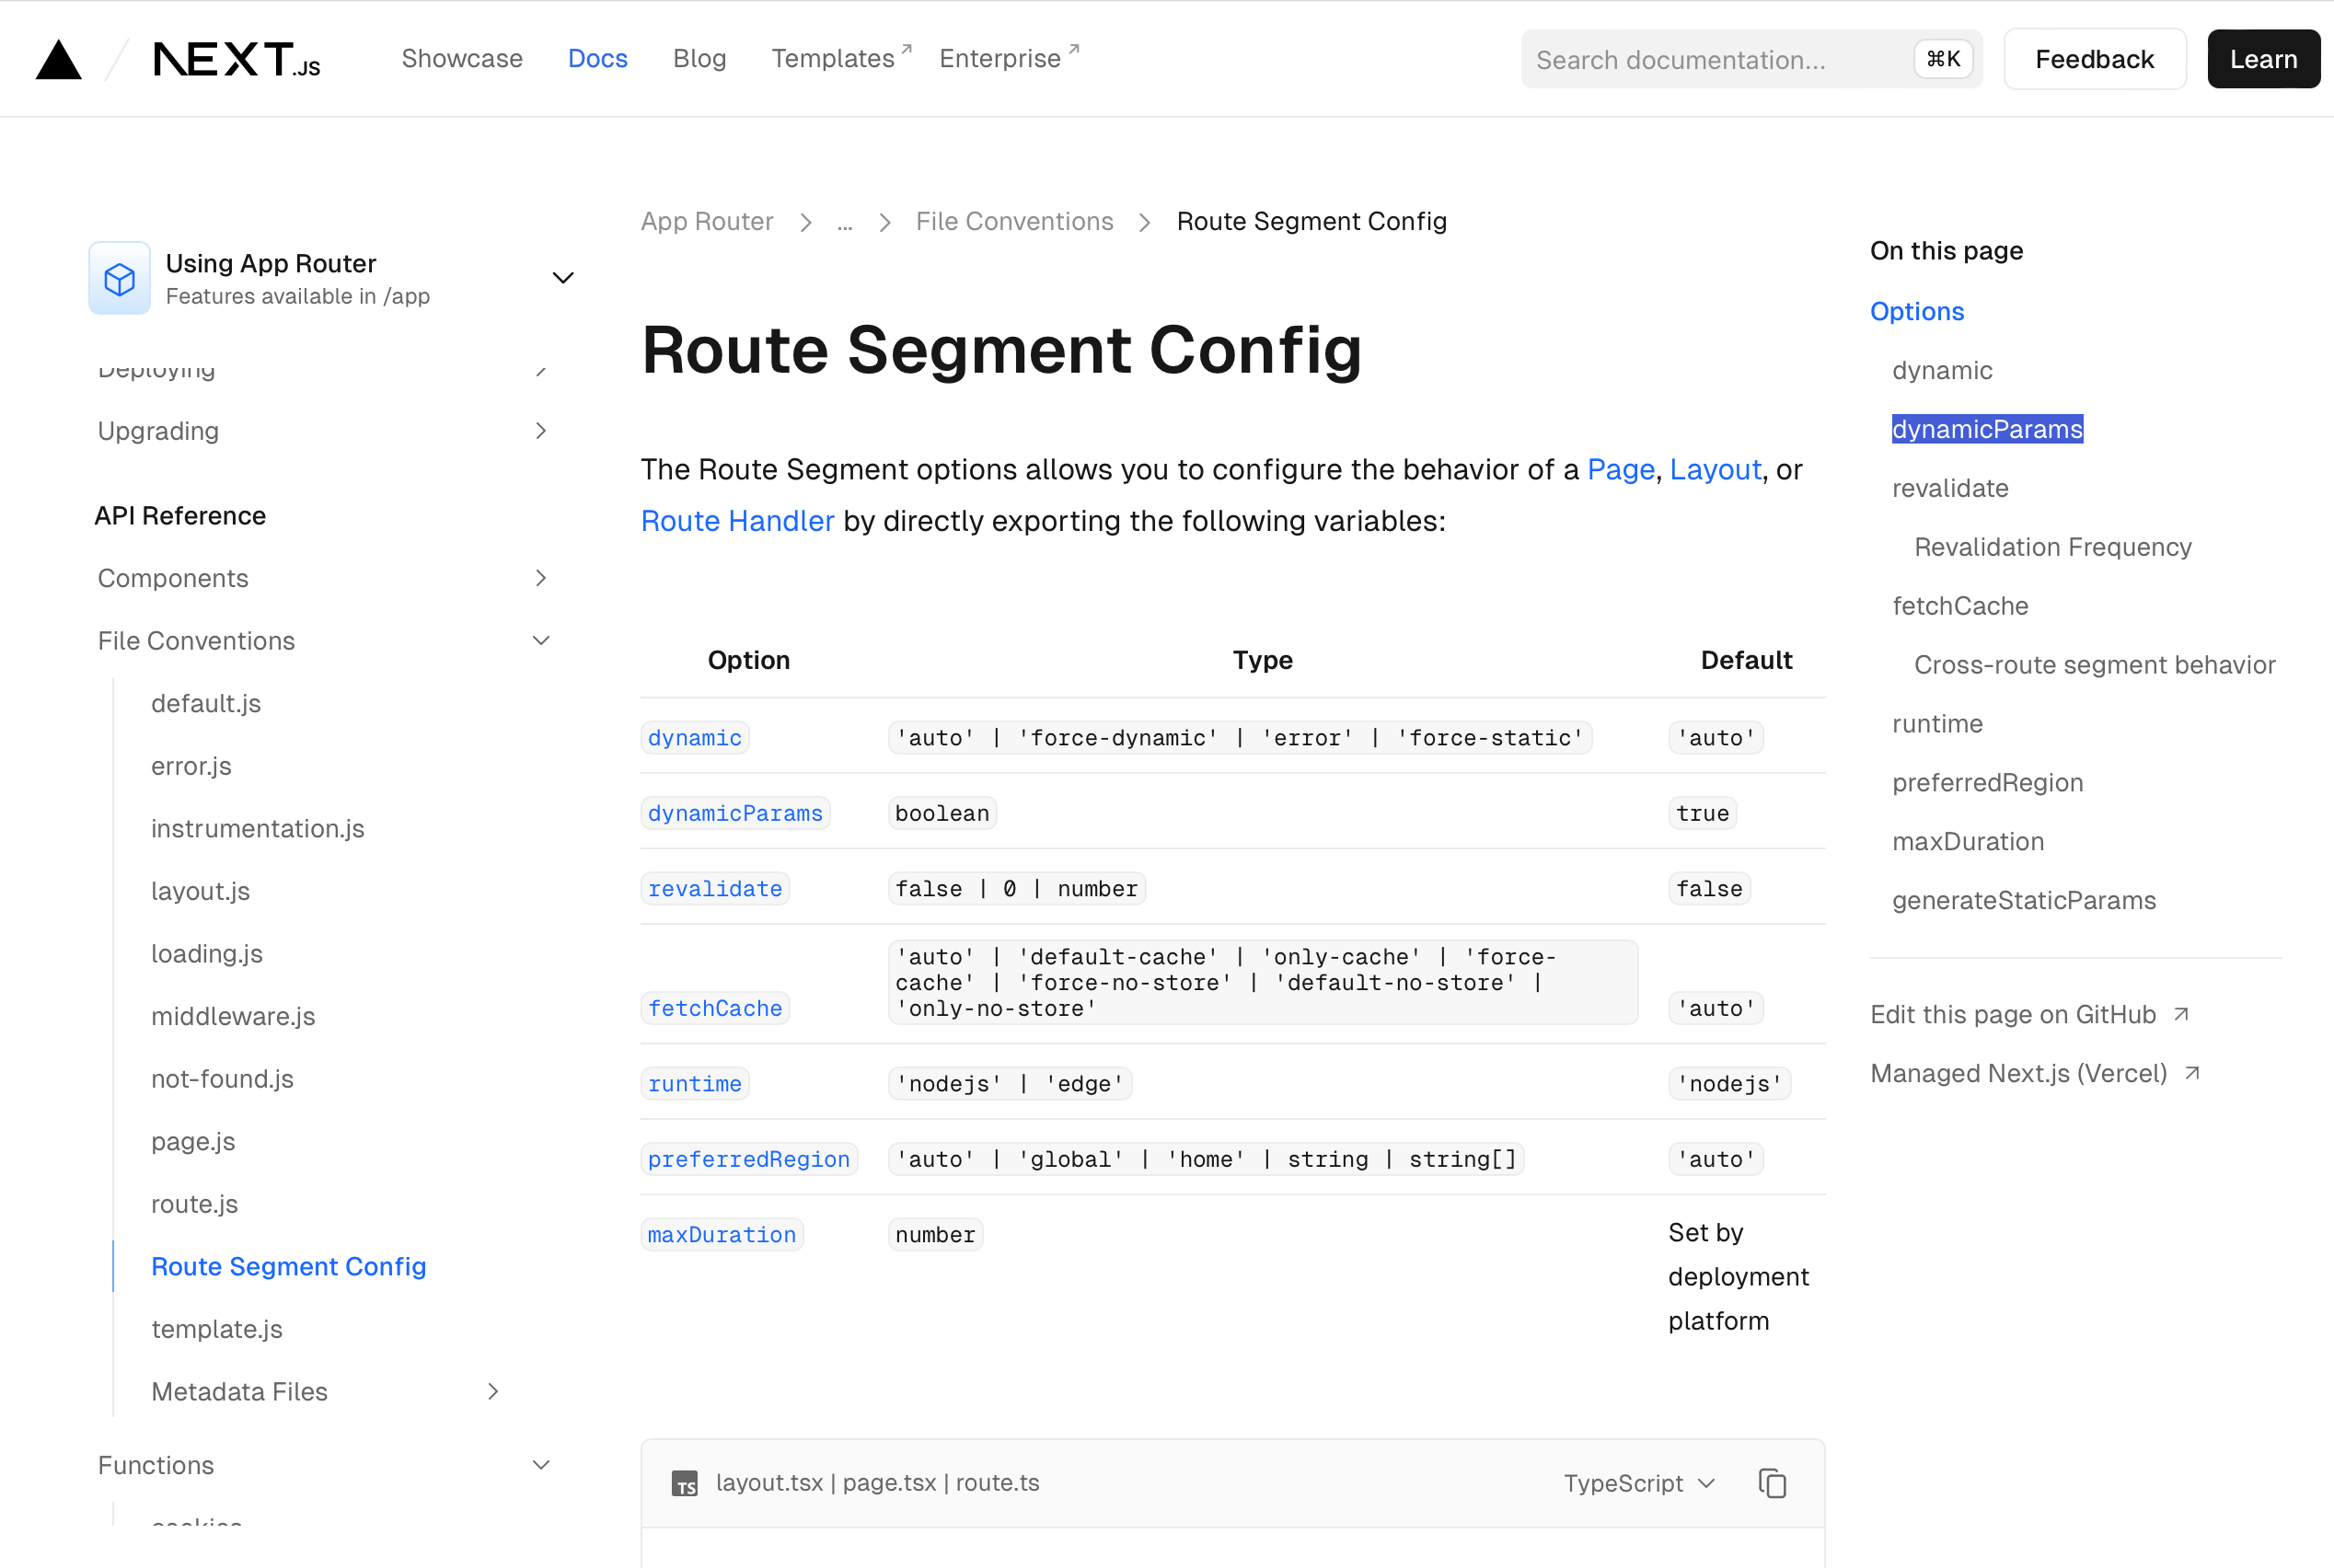 NEXT.JS
Showcase
Docs
Blog
Templates
Enterprise
Search documentation...
⌘K
Feedback
Learn
Using App Router
Features available in /app
Deploying
Upgrading
API Reference
Components
File Conventions
default.js
error.js
instrumentation.js
layout.js
loading.js
middleware.js
not-found.js
page.js
route.js
Route Segment Config
template.js
Metadata Files
Functions
cookies
App Router > ... > File Conventions > Route Segment Config
Route Segment Config
The Route Segment options allows you to configure the behavior of a Page, Layout, or
Route Handler by directly exporting the following variables:
Option Type Default
dynamic 'auto' | 'force-dynamic' | 'error' | 'force-static' 'auto'
dynamicParams boolean true
revalidate false | 0 | number false
'auto' | 'default-cache' | 'only-cache' | 'force-
cache' | 'force-no-store' | 'default-no-store' |
fetchCache 'only-no-store' 'auto'
runtime 'nodejs' | 'edge' 'nodejs'
preferredRegion 'auto' | 'global' | 'home' | string | string[] 'auto'
maxDuration number Set by
deployment
platform
TS layout.tsx | page.tsx | route.ts
TypeScript
On this page
Options
dynamic
dynamicParams
revalidate
Revalidation Frequency
fetchCache
Cross-route segment behavior
runtime
preferredRegion
maxDuration
generateStaticParams
Edit this page on GitHub
Managed Next.js (Vercel)